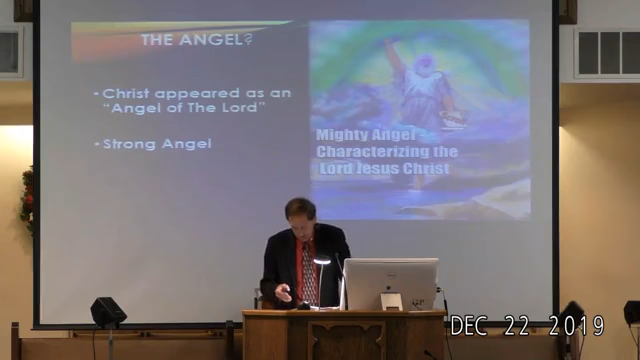 THE ANGEL?
• Christ appeared as an
"Angel of The Lord"
• Strong Angel
Mighty Angel
Characterizing the
Lord Jesus Christ
DEC 22 2019